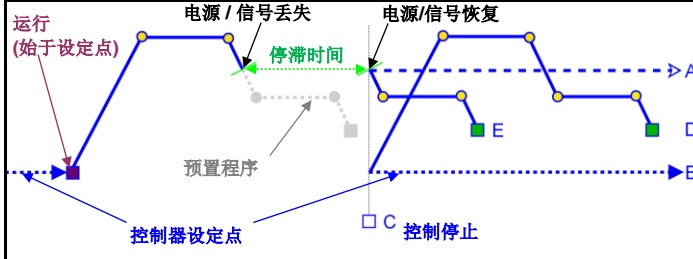 运行
(始于设定点)
电源 / 信号丢失
电源/信号恢复
停滞时间
A
E
D
预置程序
B
C
控制停止
控制器设定点